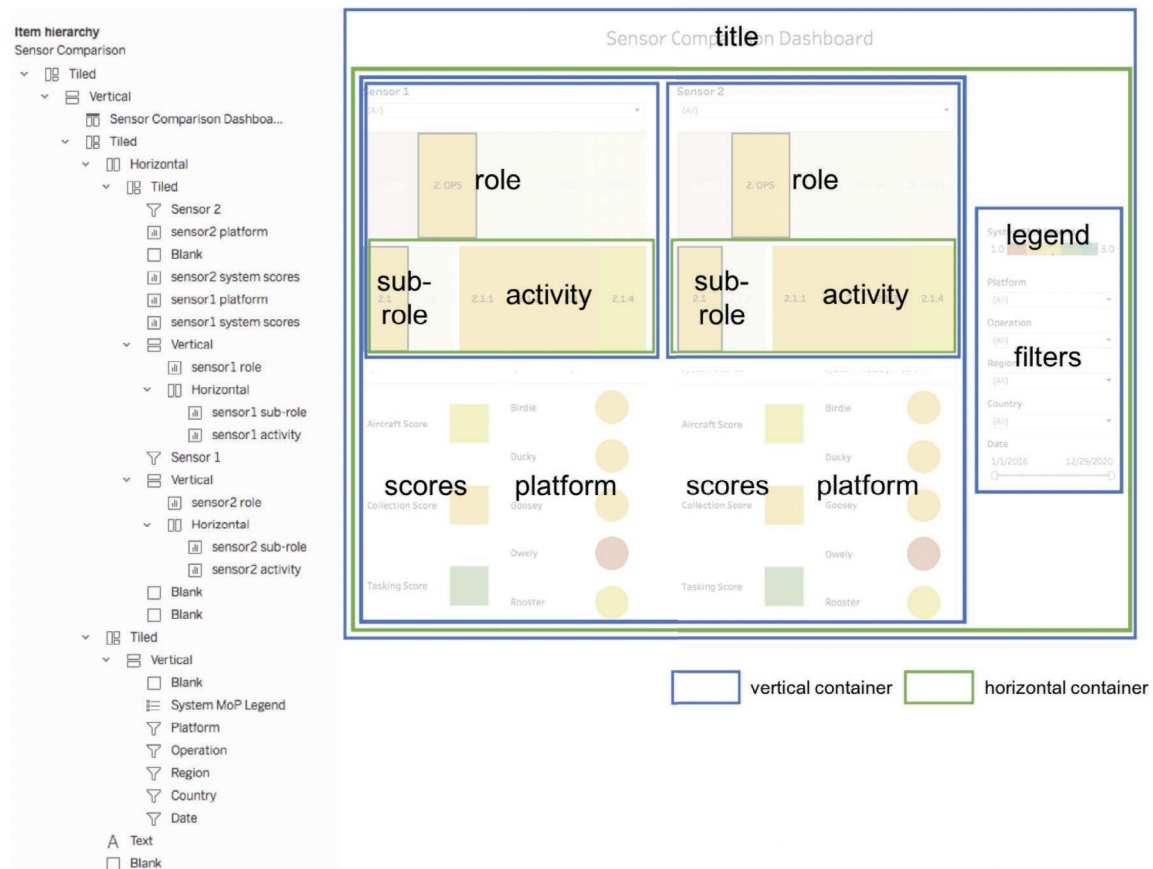 Item hierarchy
Sensor Comparison
Tiled
Vertical
Sensor Comparison Dashboa...
Tiled
Horizontal
Tiled
Sensor 2
sensor2 platform
Blank
sensor2 system scores
sensor1 platform
sensor1 system scores
Vertical
sensor1 role
Horizontal
sensor1 sub-role
sensor1 activity
Sensor 1
Vertical
sensor2 role
Horizontal
sensor2 sub-role
sensor2 activity
Blank
Blank
Tiled
Vertical
Blank
System MoP Legend
Platform
Operation
Region
Country
Date
Text
Blank
title
Sensor Comparison Dashboard
Sensor 1
(All)
2. OPS
role
sub-
role
2.1
2.1.1
activity
2.1.4
Sensor 2
(All)
2. OPS
role
sub-
role
2.1
2.1.1
activity
2.1.4
Aircraft Score
Collection Score
Tasking Score
scores
Birdie
Ducky
Goosey
Owely
Rooster
platform
Aircraft Score
Collection Score
Tasking Score
scores
Birdie
Ducky
Goosey
Owely
Rooster
platform
legend
1.0 3.0
Platform
(All)
Operation
(All)
filters
Region
(All)
Country
(All)
Date
1/1/2016 12/29/2020
vertical container
horizontal container